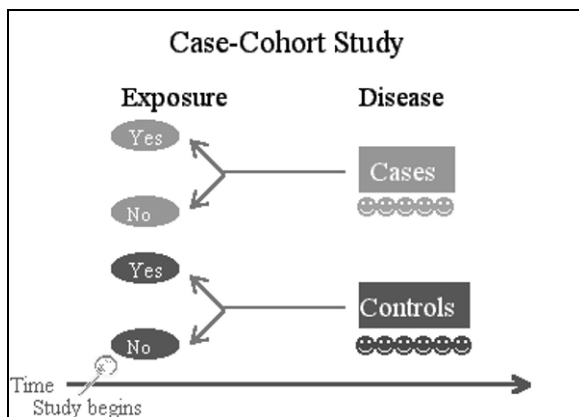 Case-Cohort Study
Exposure Disease
Yes
Cases
No
Yes
Controls
No
Time
Study begins